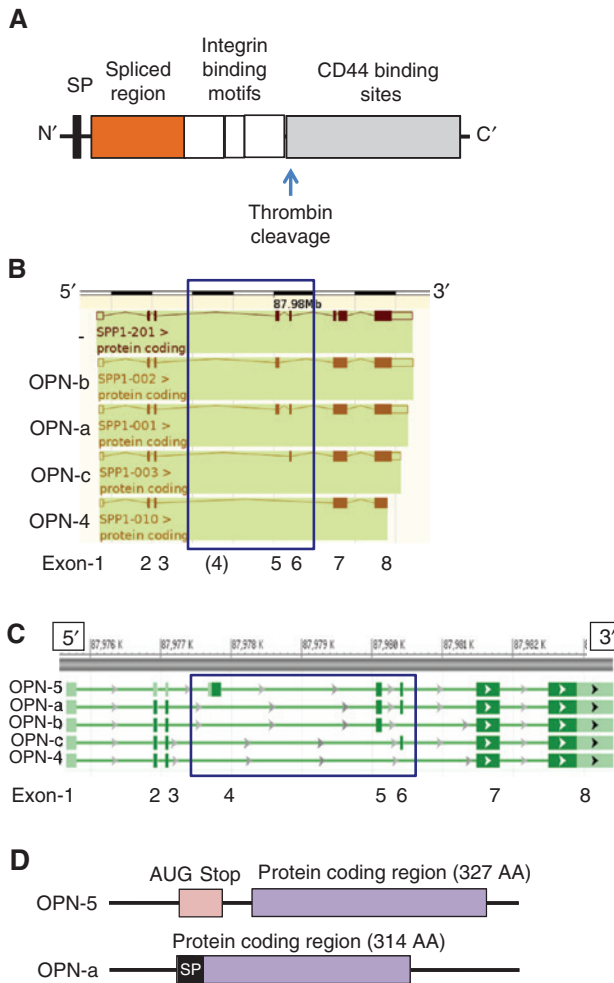 A
SP
Spliced
region
Integrin
binding
motifs
CD44 binding
sites
N′
C′
Thrombin
cleavage
B
5′
3′
87.98Mb
-
SPP1-201 >
protein coding
OPN-b
SPP1-002 >
protein coding
OPN-a
SPP1-001 >
protein coding
OPN-c
SPP1-003 >
protein coding
OPN-4
SPP1-010 >
protein coding
Exon-1 2 3 (4) 5 6 7 8
C
5′
3′
87,976 K 87,977 K 87,978 K 87,979 K 87,980 K 87,981 K 87,982 K
OPN-5
OPN-a
OPN-b
OPN-c
OPN-4
Exon-1 2 3 4 5 6 7 8
D
AUG Stop Protein coding region (327 AA)
OPN-5
Protein coding region (314 AA)
OPN-a SP